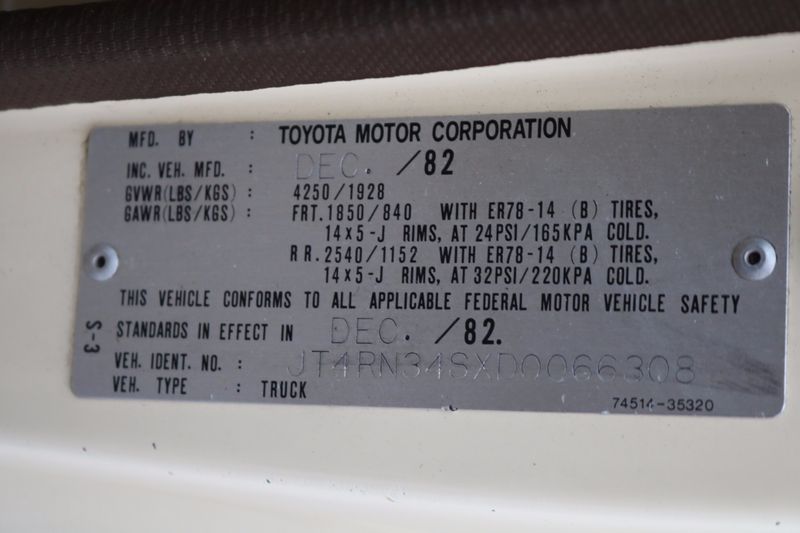 MFD. BY : TOYOTA MOTOR CORPORATION
INC. VEH. MFD. : DEC. /82
GVWR(LBS/KGS) : 4250/1928
GAWR(LBS/KGS) : FRT.1850/840 WITH ER78-14 (B) TIRES,
14x5-J RIMS, AT 24PSI/165KPA COLD.
RR.2540/1152 WITH ER78-14 (B) TIRES,
14x5-J RIMS, AT 32PSI/220KPA COLD.
THIS VEHICLE CONFORMS TO ALL APPLICABLE FEDERAL MOTOR VEHICLE SAFETY
STANDARDS IN EFFECT IN DEC. /82.
VEH. IDENT. NO. : JT4RN34SXD0066308
VEH. TYPE : TRUCK
74514-35320
S-3